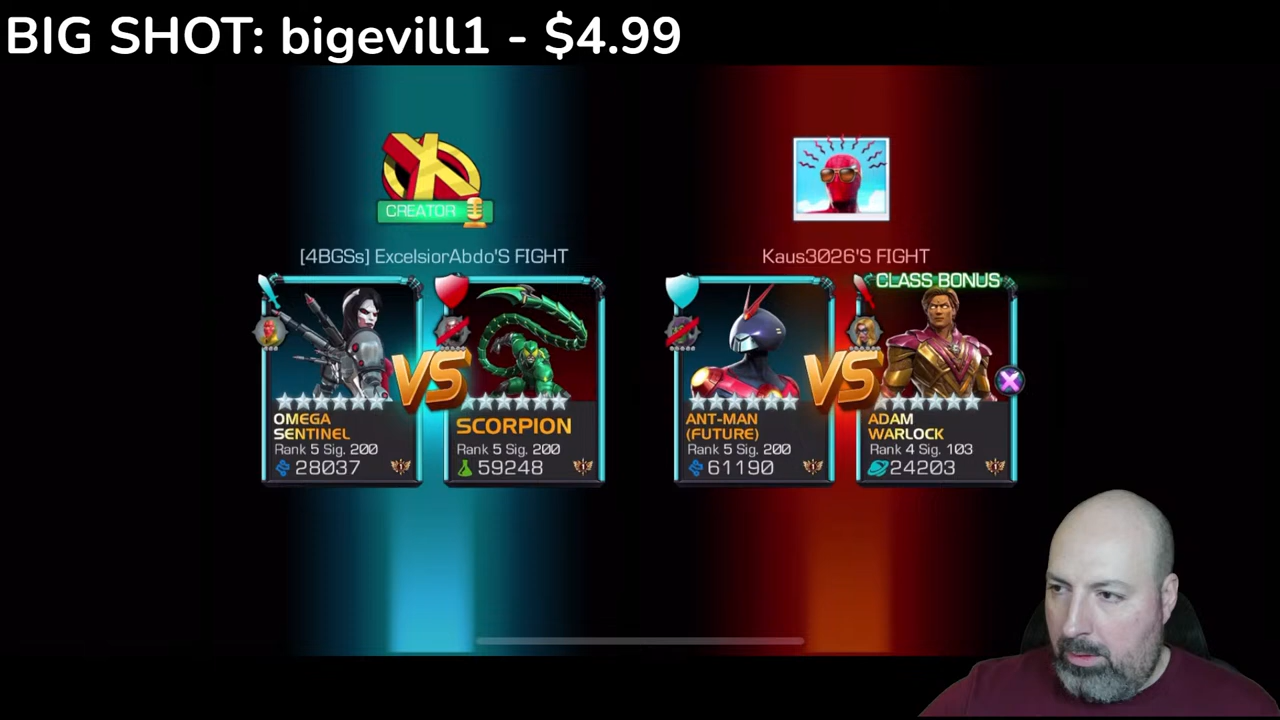 BIG SHOT: bigevill1 - $4.99
CREATOR
[4BGSs] ExcelsiorAbdo'S FIGHT
VS
OMEGA
SENTINEL
Rank 5 Sig. 200
28037
SCORPION
Rank 5 Sig. 200
59248
Kaus3026'S FIGHT
CLASS BONUS
VS
ANT-MAN
(FUTURE)
Rank 5 Sig. 200
61190
ADAM
WARLOCK
Rank 4 Sig. 103
24203